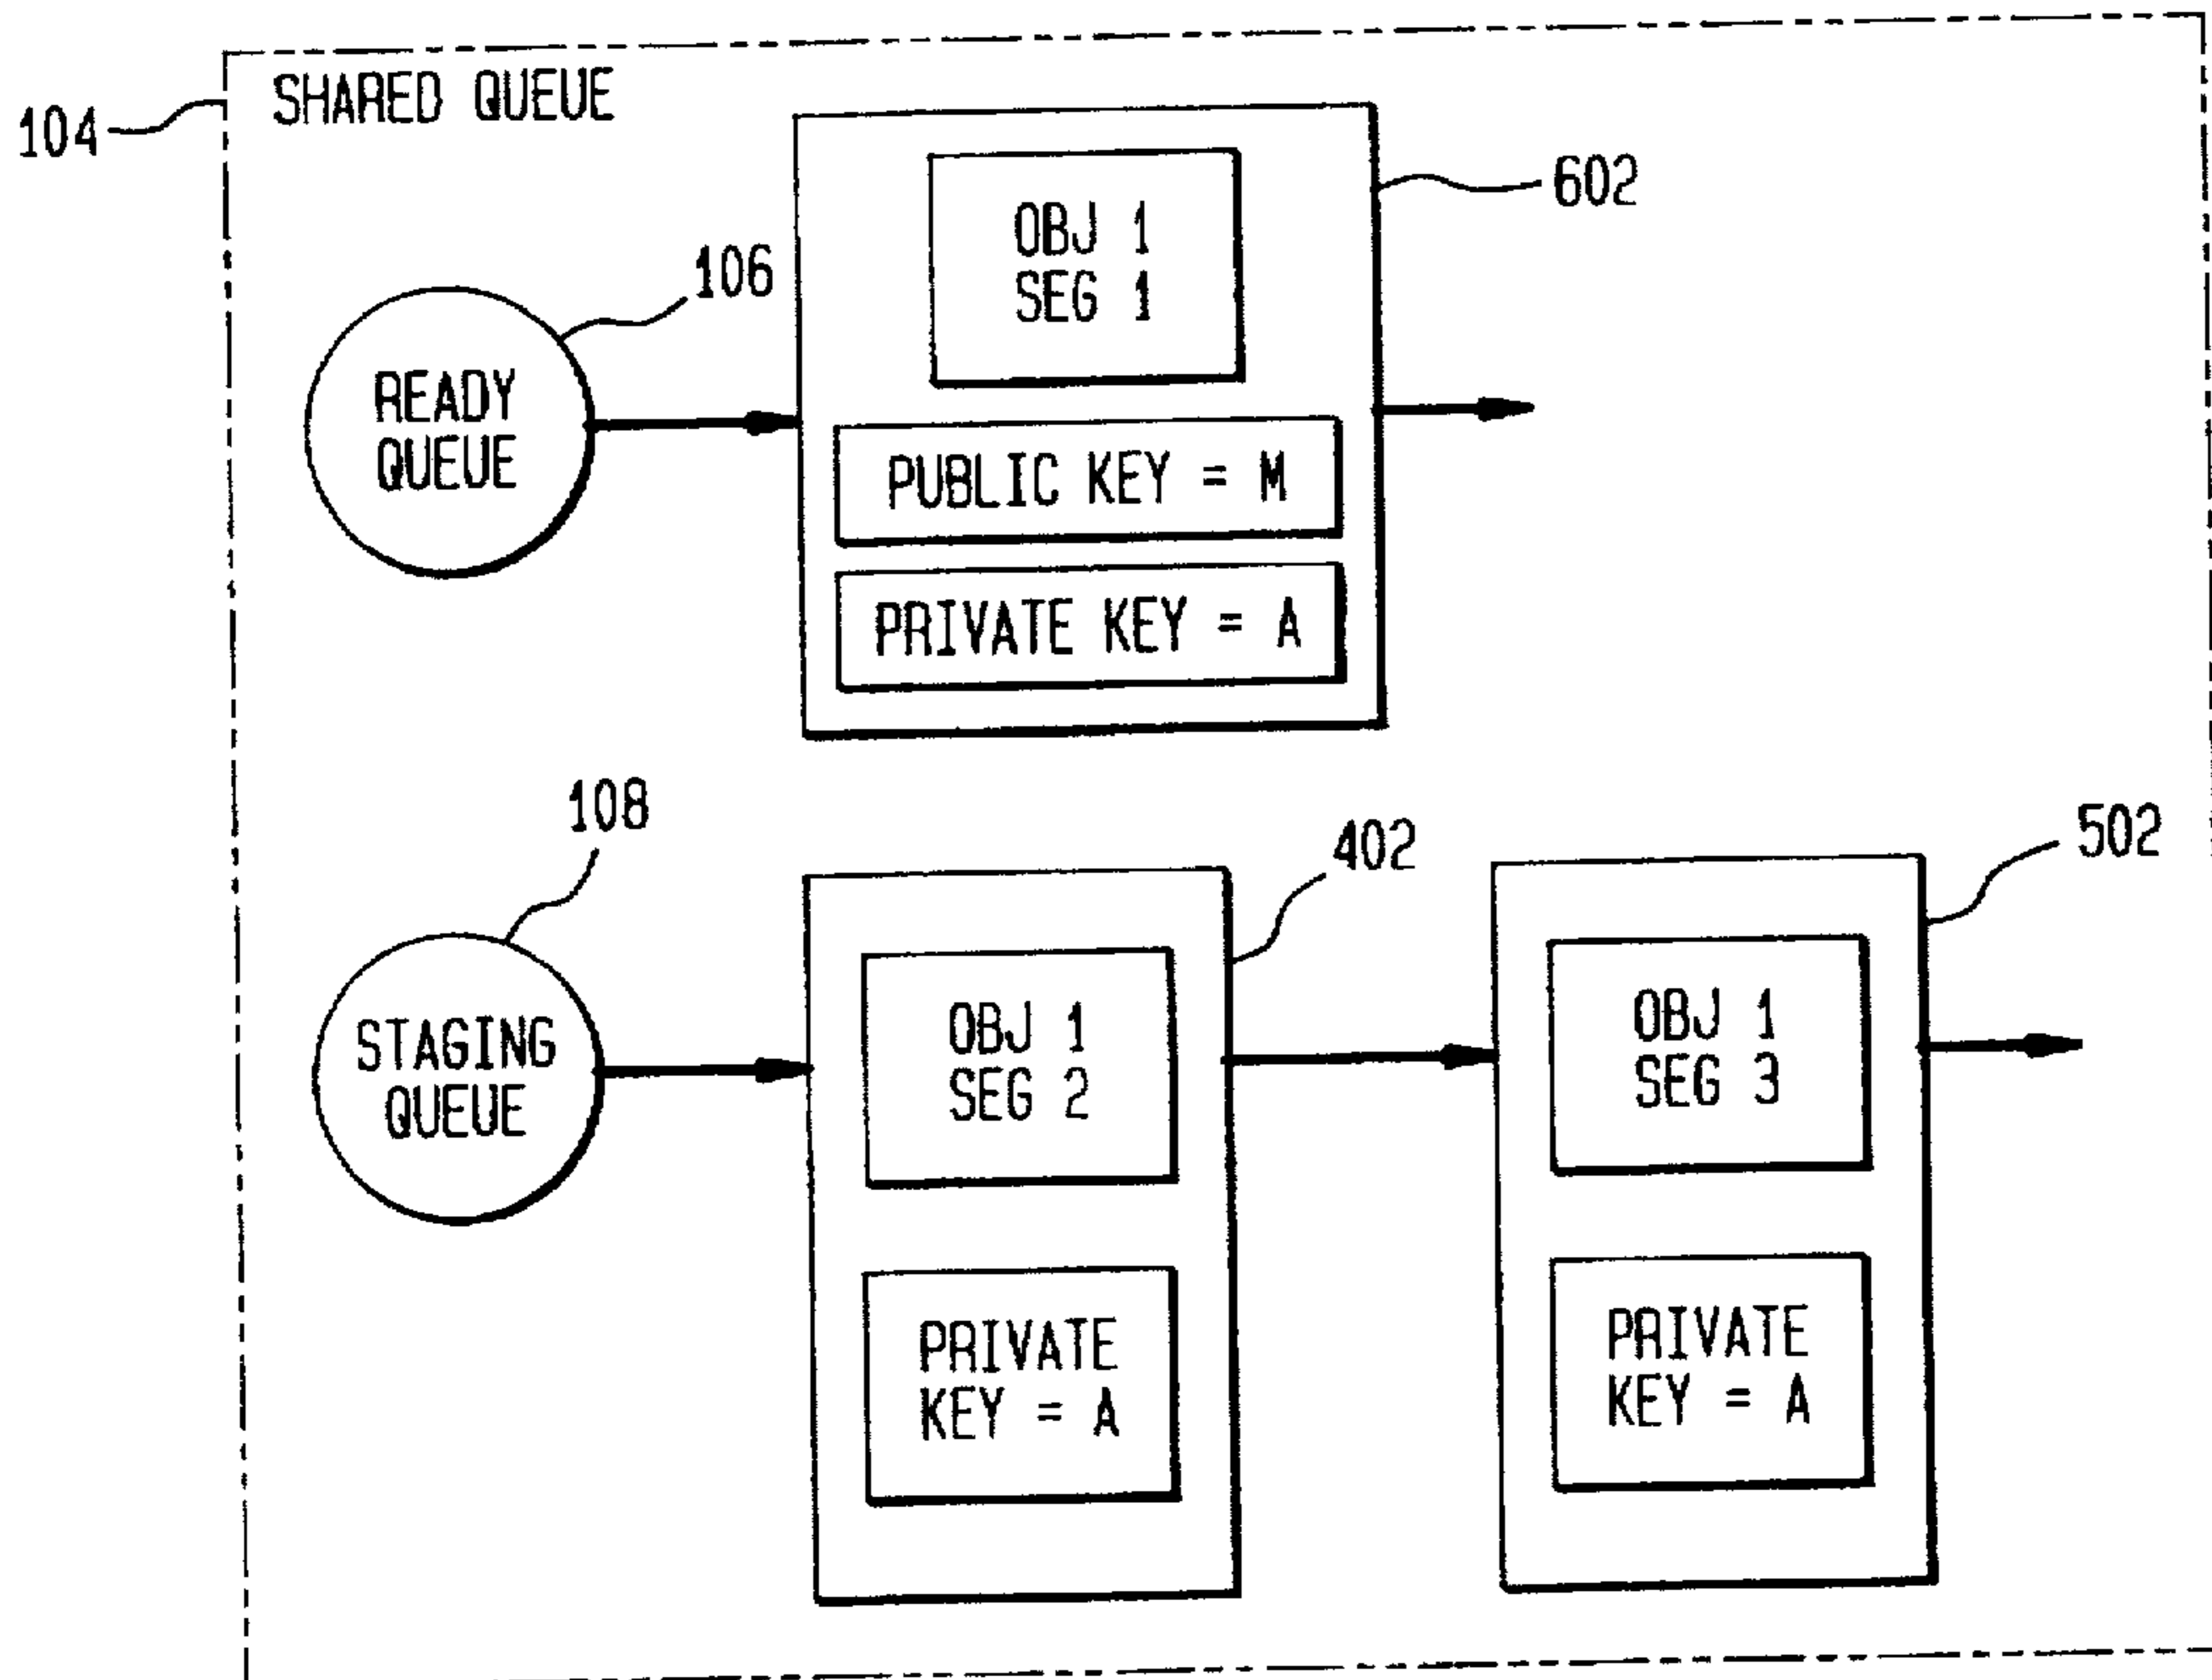 SHARED QUEUE
104
602
OBJ 1
SEG 1
106
READY
QUEUE
PUBLIC KEY = M
PRIVATE KEY = A
108
402
502
STAGING
QUEUE
OBJ 1
SEG 2
OBJ 1
SEG 3
PRIVATE
KEY = A
PRIVATE
KEY = A